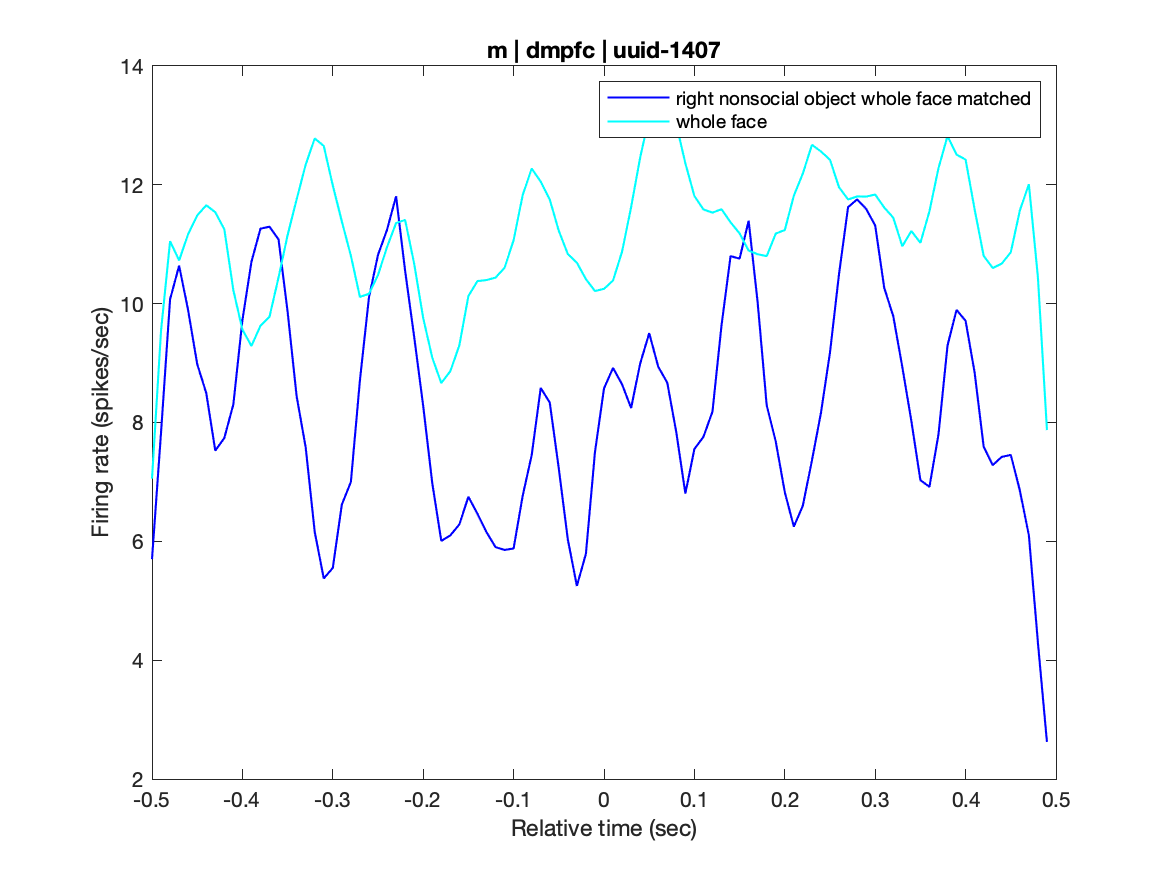 m | dmpfc | uuid-1407
14
right nonsocial object whole face matched
whole face
12
10
8
6
4
2
Firing rate (spikes/sec)
-0.5 -0.4 -0.3 -0.2 -0.1 0 0.1 0.2 0.3 0.4 0.5
Relative time (sec)